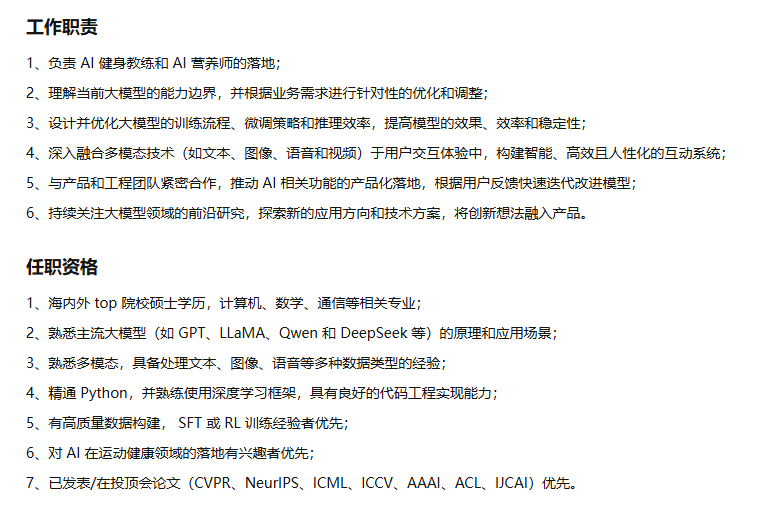 工作职责
1、负责 AI 健身教练和 AI 营养师的落地；
2、理解当前大模型的能力边界，并根据业务需求进行针对性的优化和调整；
3、设计并优化大模型的训练流程、微调策略和推理效率，提高模型的效果、效率和稳定性；
4、深入融合多模态技术（如文本、图像、语音和视频）于用户交互体验中，构建智能、高效且人性化的互动系统；
5、与产品和工程团队紧密合作，推动 AI 相关功能的产品化落地，根据用户反馈快速迭代改进模型；
6、持续关注大模型领域的前沿研究，探索新的应用方向和技术方案，将创新想法融入产品。
任职资格
1、海内外 top 院校硕士学历，计算机、数学、通信等相关专业；
2、熟悉主流大模型（如 GPT、LLaMA、Qwen 和 DeepSeek 等）的原理和应用场景；
3、熟悉多模态，具备处理文本、图像、语音等多种数据类型的经验；
4、精通 Python，并熟练使用深度学习框架，具有良好的代码工程实现能力；
5、有高质量数据构建， SFT 或 RL 训练经验者优先；
6、对 AI 在运动健康领域的落地有兴趣者优先；
7、已发表/在投顶会论文（CVPR、NeurIPS、ICML、ICCV、AAAI、ACL、IJCAI）优先。